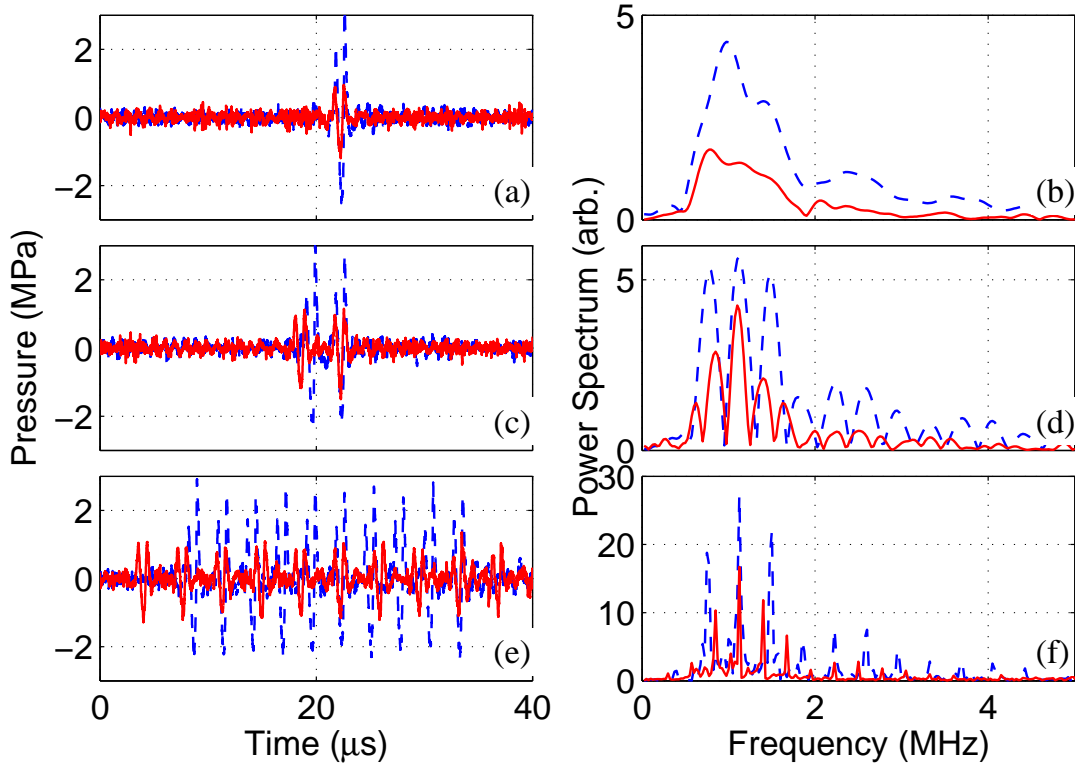 2
0
−2
(a)
5
0
(b)
2
0
−2
(c)
5
0
(d)
2
0
−2
(e)
0
20
40
30
20
10
0
(f)
0
2
4
Pressure (MPa)
Time (μs)
Power Spectrum (arb.)
Frequency (MHz)